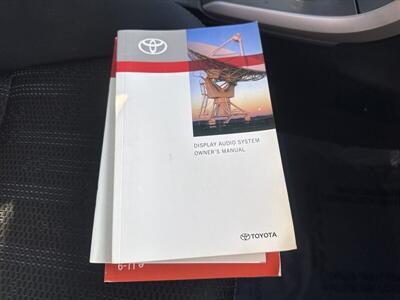 DISPLAY AUDIO SYSTEM
OWNER'S MANUAL
TOYOTA